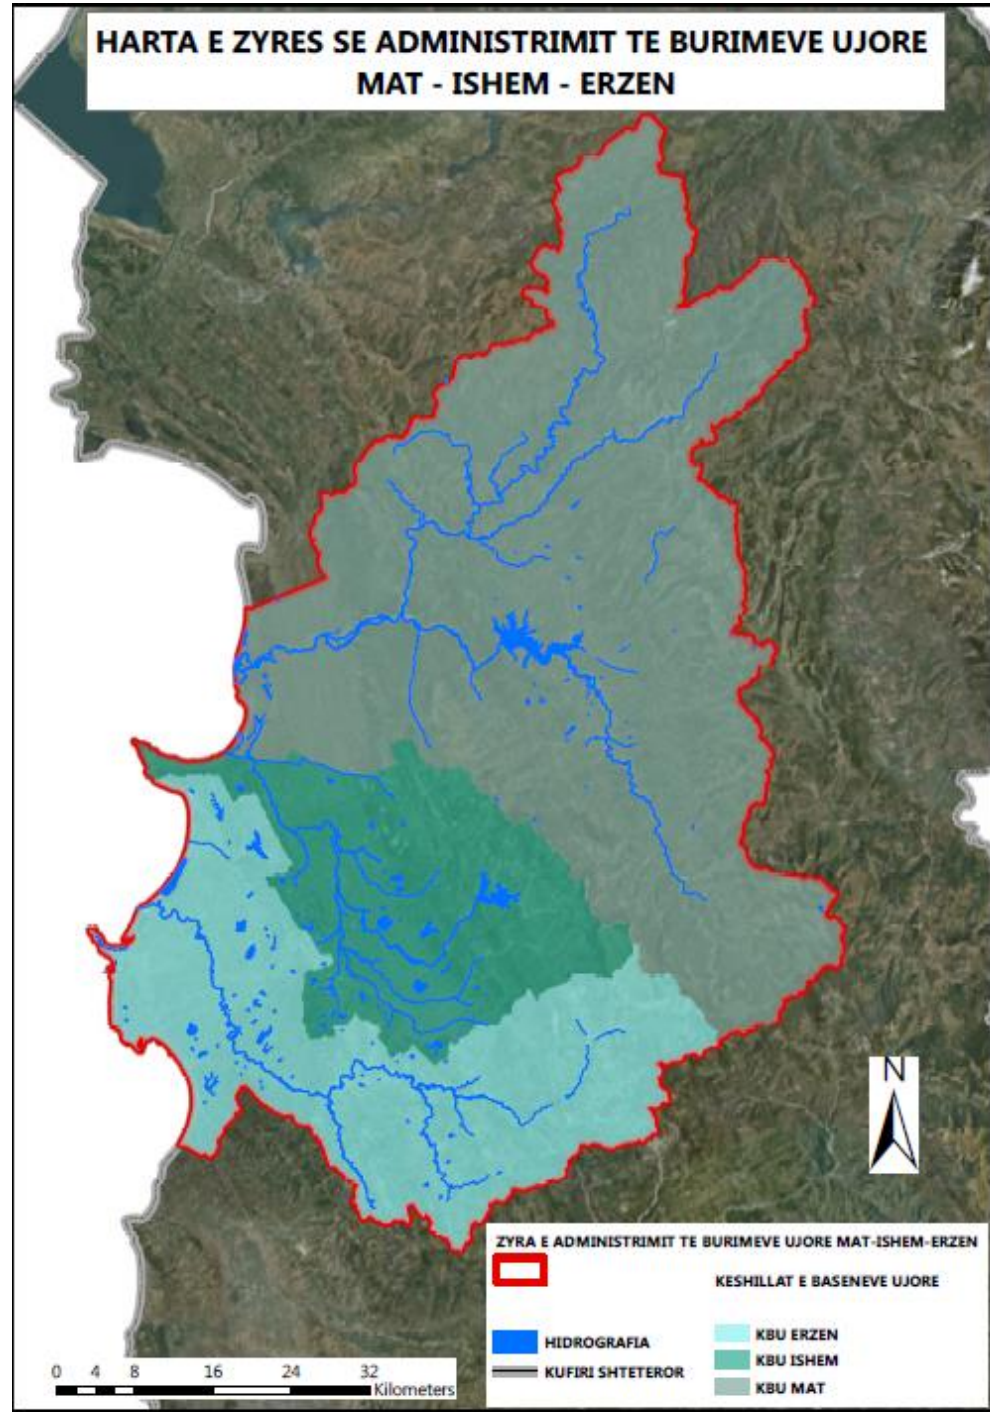 HARTA E ZYRES SE ADMINISTRIMIT TE BURIMEVE UJORE
MAT - ISHEM - ERZEN
N
ZYRA E ADMINISTRIMIT TE BURIMEVE UJORE MAT-ISHEM-ERZEN
KESHILLAT E BASENEVE UJORE
HIDROGRAFIA
KUFIRI SHTETEROR
KBU ERZEN
KBU ISHEM
KBU MAT
0 4 8 16 24 32
Kilometers